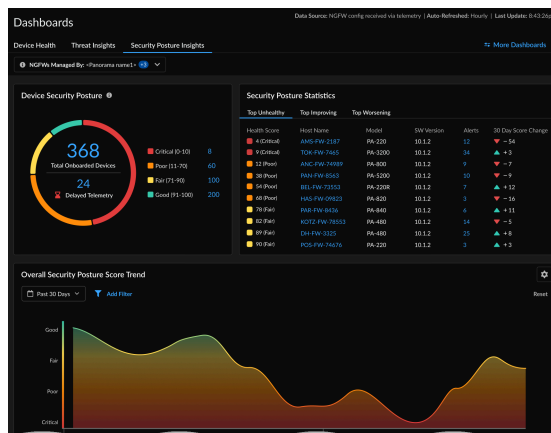 Dashboards
Data Source: NGFW config received via telemetry | Auto-Refreshed: Hourly | Last Update: 8:43:26p
Device Health Threat Insights Security Posture Insights
More Dashboards
NGFWs Managed By: <Panorama name1> +3
Device Security Posture
368
Total Onboarded Devices
24
Delayed Telemetry
Critical (0-10) 8
Poor (11-70) 60
Fair (71-90) 100
Good (91-100) 200
Security Posture Statistics
Top Unhealthy Top Improving Top Worsening
Health Score Host Name Model SW Version Alerts 30 Day Score Change
4 (Critical) AMS-FW-2187 PA-220 10.1.2 12 − 54
9 (Critical) TOK-FW-7465 PA-3200 10.1.2 34 + 3
12 (Poor) ANC-FW-74989 PA-800 10.1.2 9 − 7
38 (Poor) PAN-FW-8563 PA-5200 10.1.2 10 − 9
54 (Poor) BEL-FW-73553 PA-220R 10.1.2 7 + 12
68 (Poor) HAS-FW-09823 PA-820 10.1.2 3 − 16
78 (Fair) PAR-FW-8436 PA-840 10.1.2 6 + 11
82 (Fair) KOTZ-FW-78553 PA-480 10.1.2 14 − 5
89 (Fair) DH-FW-3325 PA-480 10.1.2 25 + 8
90 (Fair) POS-FW-74676 PA-220 10.1.2 3 + 3
Overall Security Posture Score Trend
Past 30 Days Add Filter Reset
Good
Fair
Poor
Critical